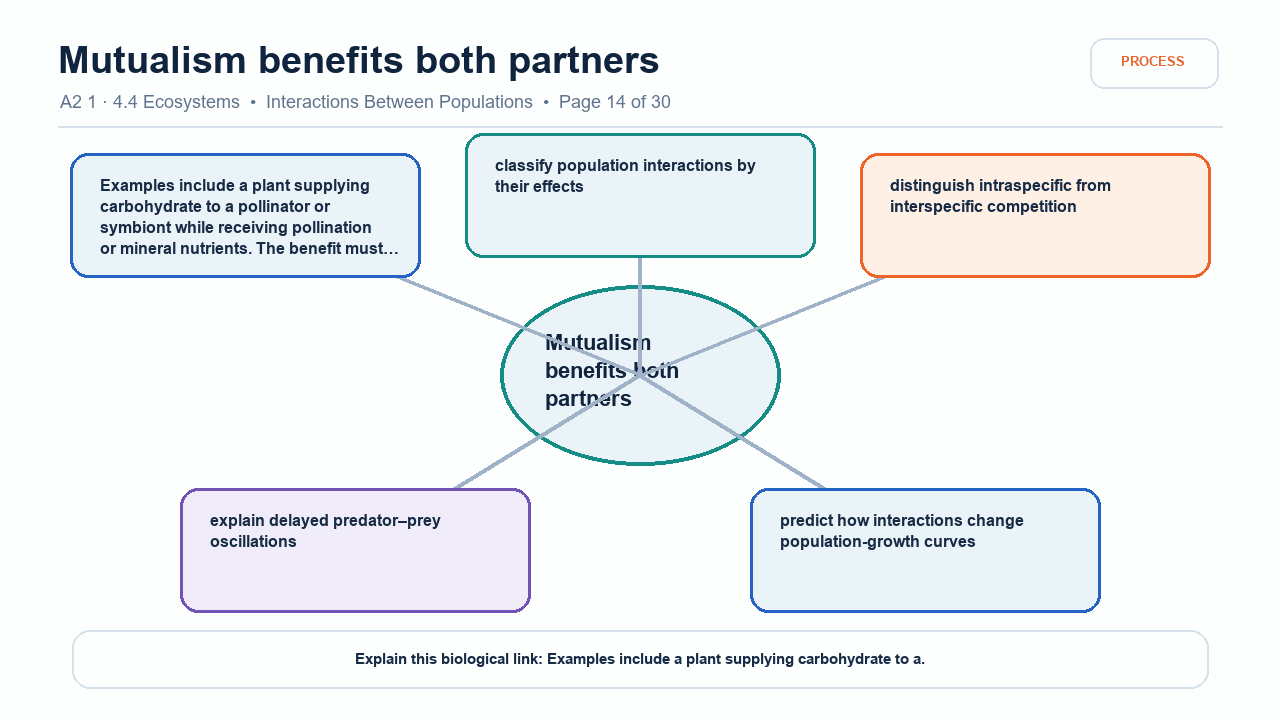 Mutualism benefits both partners
PROCESS
A2 1 · 4.4 Ecosystems • Interactions Between Populations • Page 14 of 30
Examples include a plant supplying
carbohydrate to a pollinator or
symbiont while receiving pollination
or mineral nutrients. The benefit must…
classify population interactions by
their effects
distinguish intraspecific from
interspecific competition
Mutualism
benefits both
partners
explain delayed predator–prey
oscillations
predict how interactions change
population-growth curves
Explain this biological link: Examples include a plant supplying carbohydrate to a.